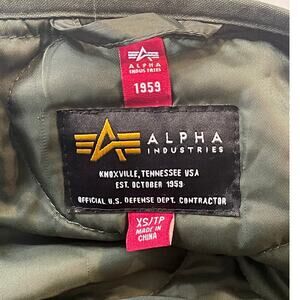 ALPHA
INDUSTRIES
1959
ALPHA
INDUSTRIES
KNOXVILLE, TENNESSEE USA
EST. OCTOBER 1959
OFFICIAL U.S. DEFENSE DEPT. CONTRACTOR
XS/TP
MADE IN
CHINA